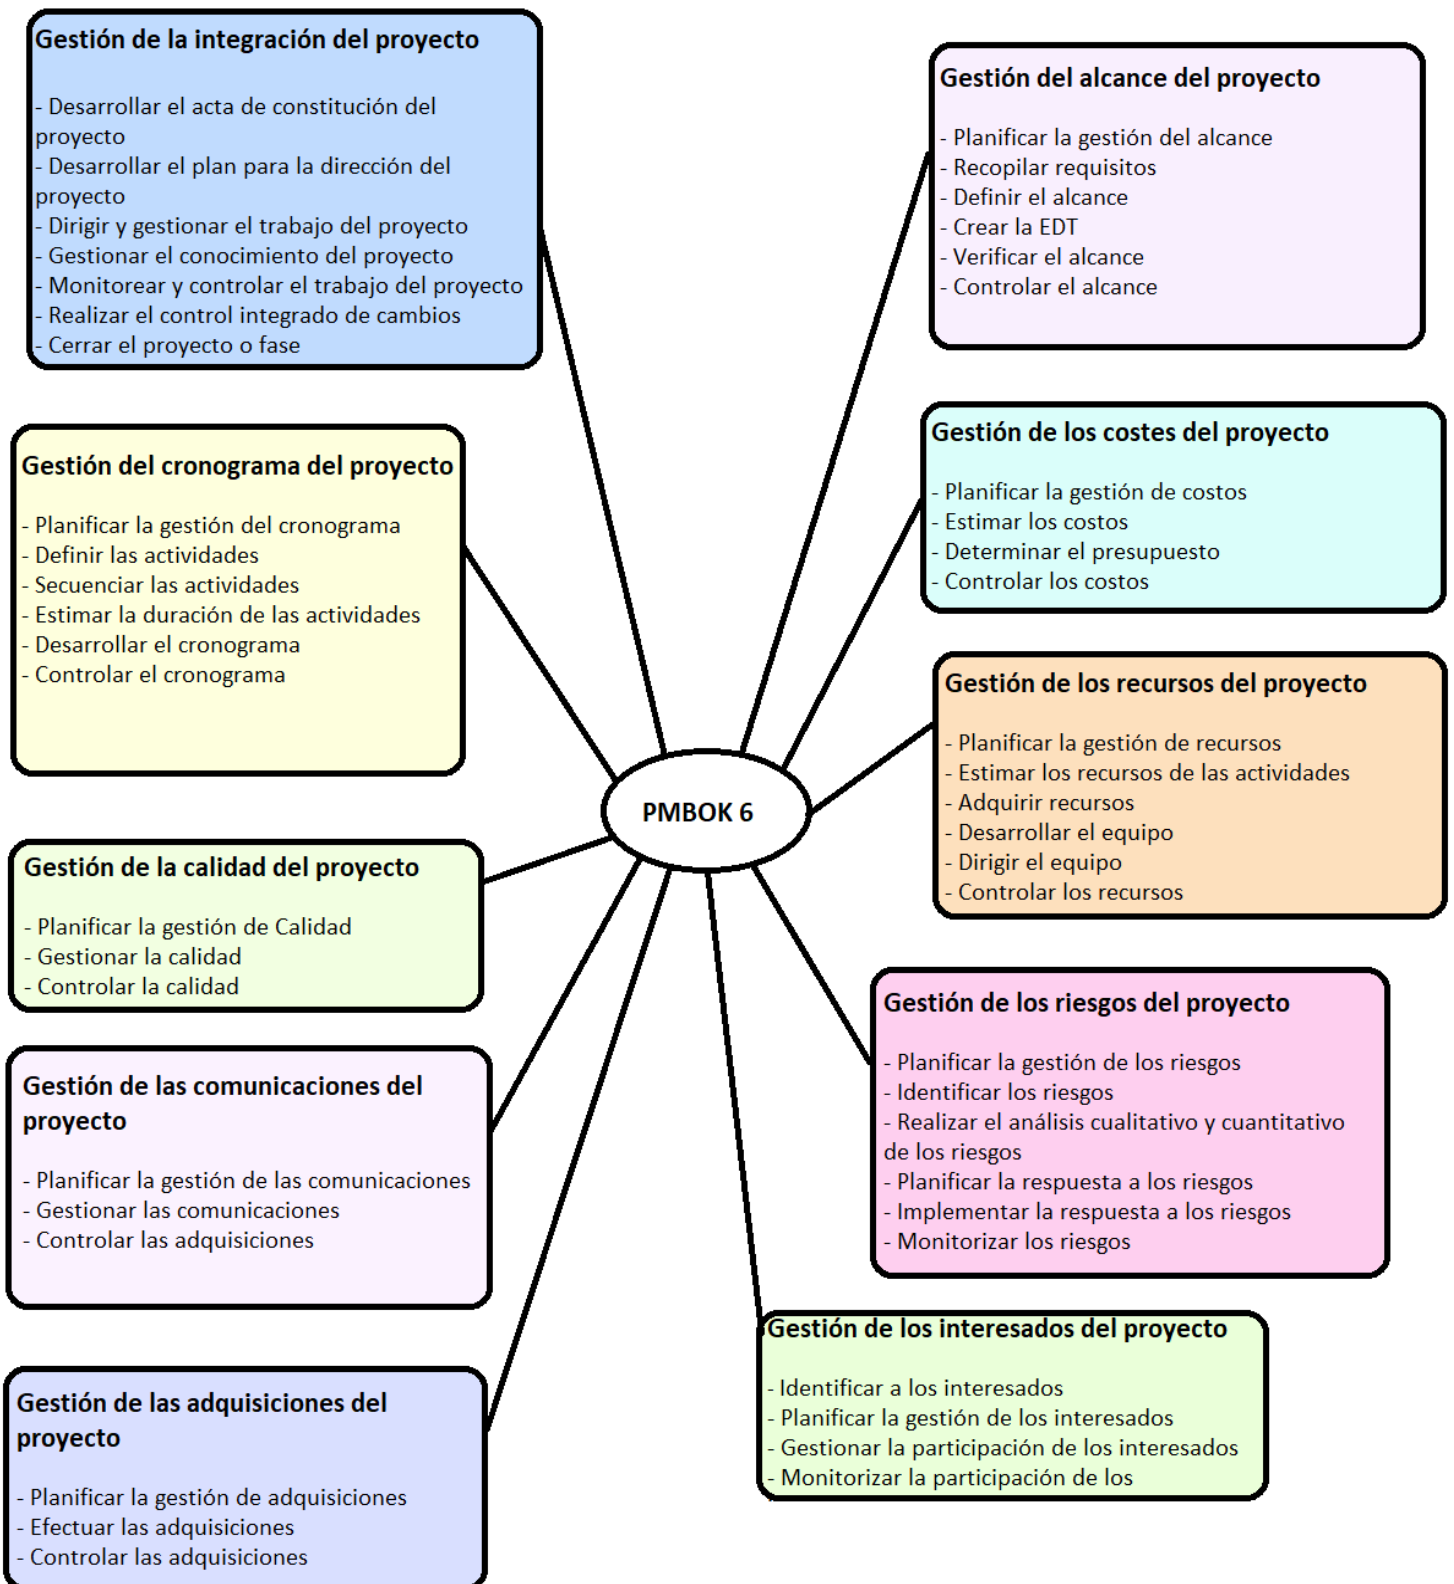 Gestión de la integración del proyecto
- Desarrollar el acta de constitución del
proyecto
- Desarrollar el plan para la dirección del
proyecto
- Dirigir y gestionar el trabajo del proyecto
- Gestionar el conocimiento del proyecto
- Monitorear y controlar el trabajo del proyecto
- Realizar el control integrado de cambios
- Cerrar el proyecto o fase
Gestión del alcance del proyecto
- Planificar la gestión del alcance
- Recopilar requisitos
- Definir el alcance
- Crear la EDT
- Verificar el alcance
- Controlar el alcance
Gestión del cronograma del proyecto
- Planificar la gestión del cronograma
- Definir las actividades
- Secuenciar las actividades
- Estimar la duración de las actividades
- Desarrollar el cronograma
- Controlar el cronograma
Gestión de los costes del proyecto
- Planificar la gestión de costos
- Estimar los costos
- Determinar el presupuesto
- Controlar los costos
Gestión de los recursos del proyecto
- Planificar la gestión de recursos
- Estimar los recursos de las actividades
- Adquirir recursos
- Desarrollar el equipo
- Dirigir el equipo
- Controlar los recursos
PMBOK 6
Gestión de la calidad del proyecto
- Planificar la gestión de Calidad
- Gestionar la calidad
- Controlar la calidad
Gestión de los riesgos del proyecto
- Planificar la gestión de los riesgos
- Identificar los riesgos
- Realizar el análisis cualitativo y cuantitativo
de los riesgos
- Planificar la respuesta a los riesgos
- Implementar la respuesta a los riesgos
- Monitorizar los riesgos
Gestión de las comunicaciones del
proyecto
- Planificar la gestión de las comunicaciones
- Gestionar las comunicaciones
- Controlar las adquisiciones
Gestión de los interesados del proyecto
- Identificar a los interesados
- Planificar la gestión de los interesados
- Gestionar la participación de los interesados
- Monitorizar la participación de los
Gestión de las adquisiciones del
proyecto
- Planificar la gestión de adquisiciones
- Efectuar las adquisiciones
- Controlar las adquisiciones